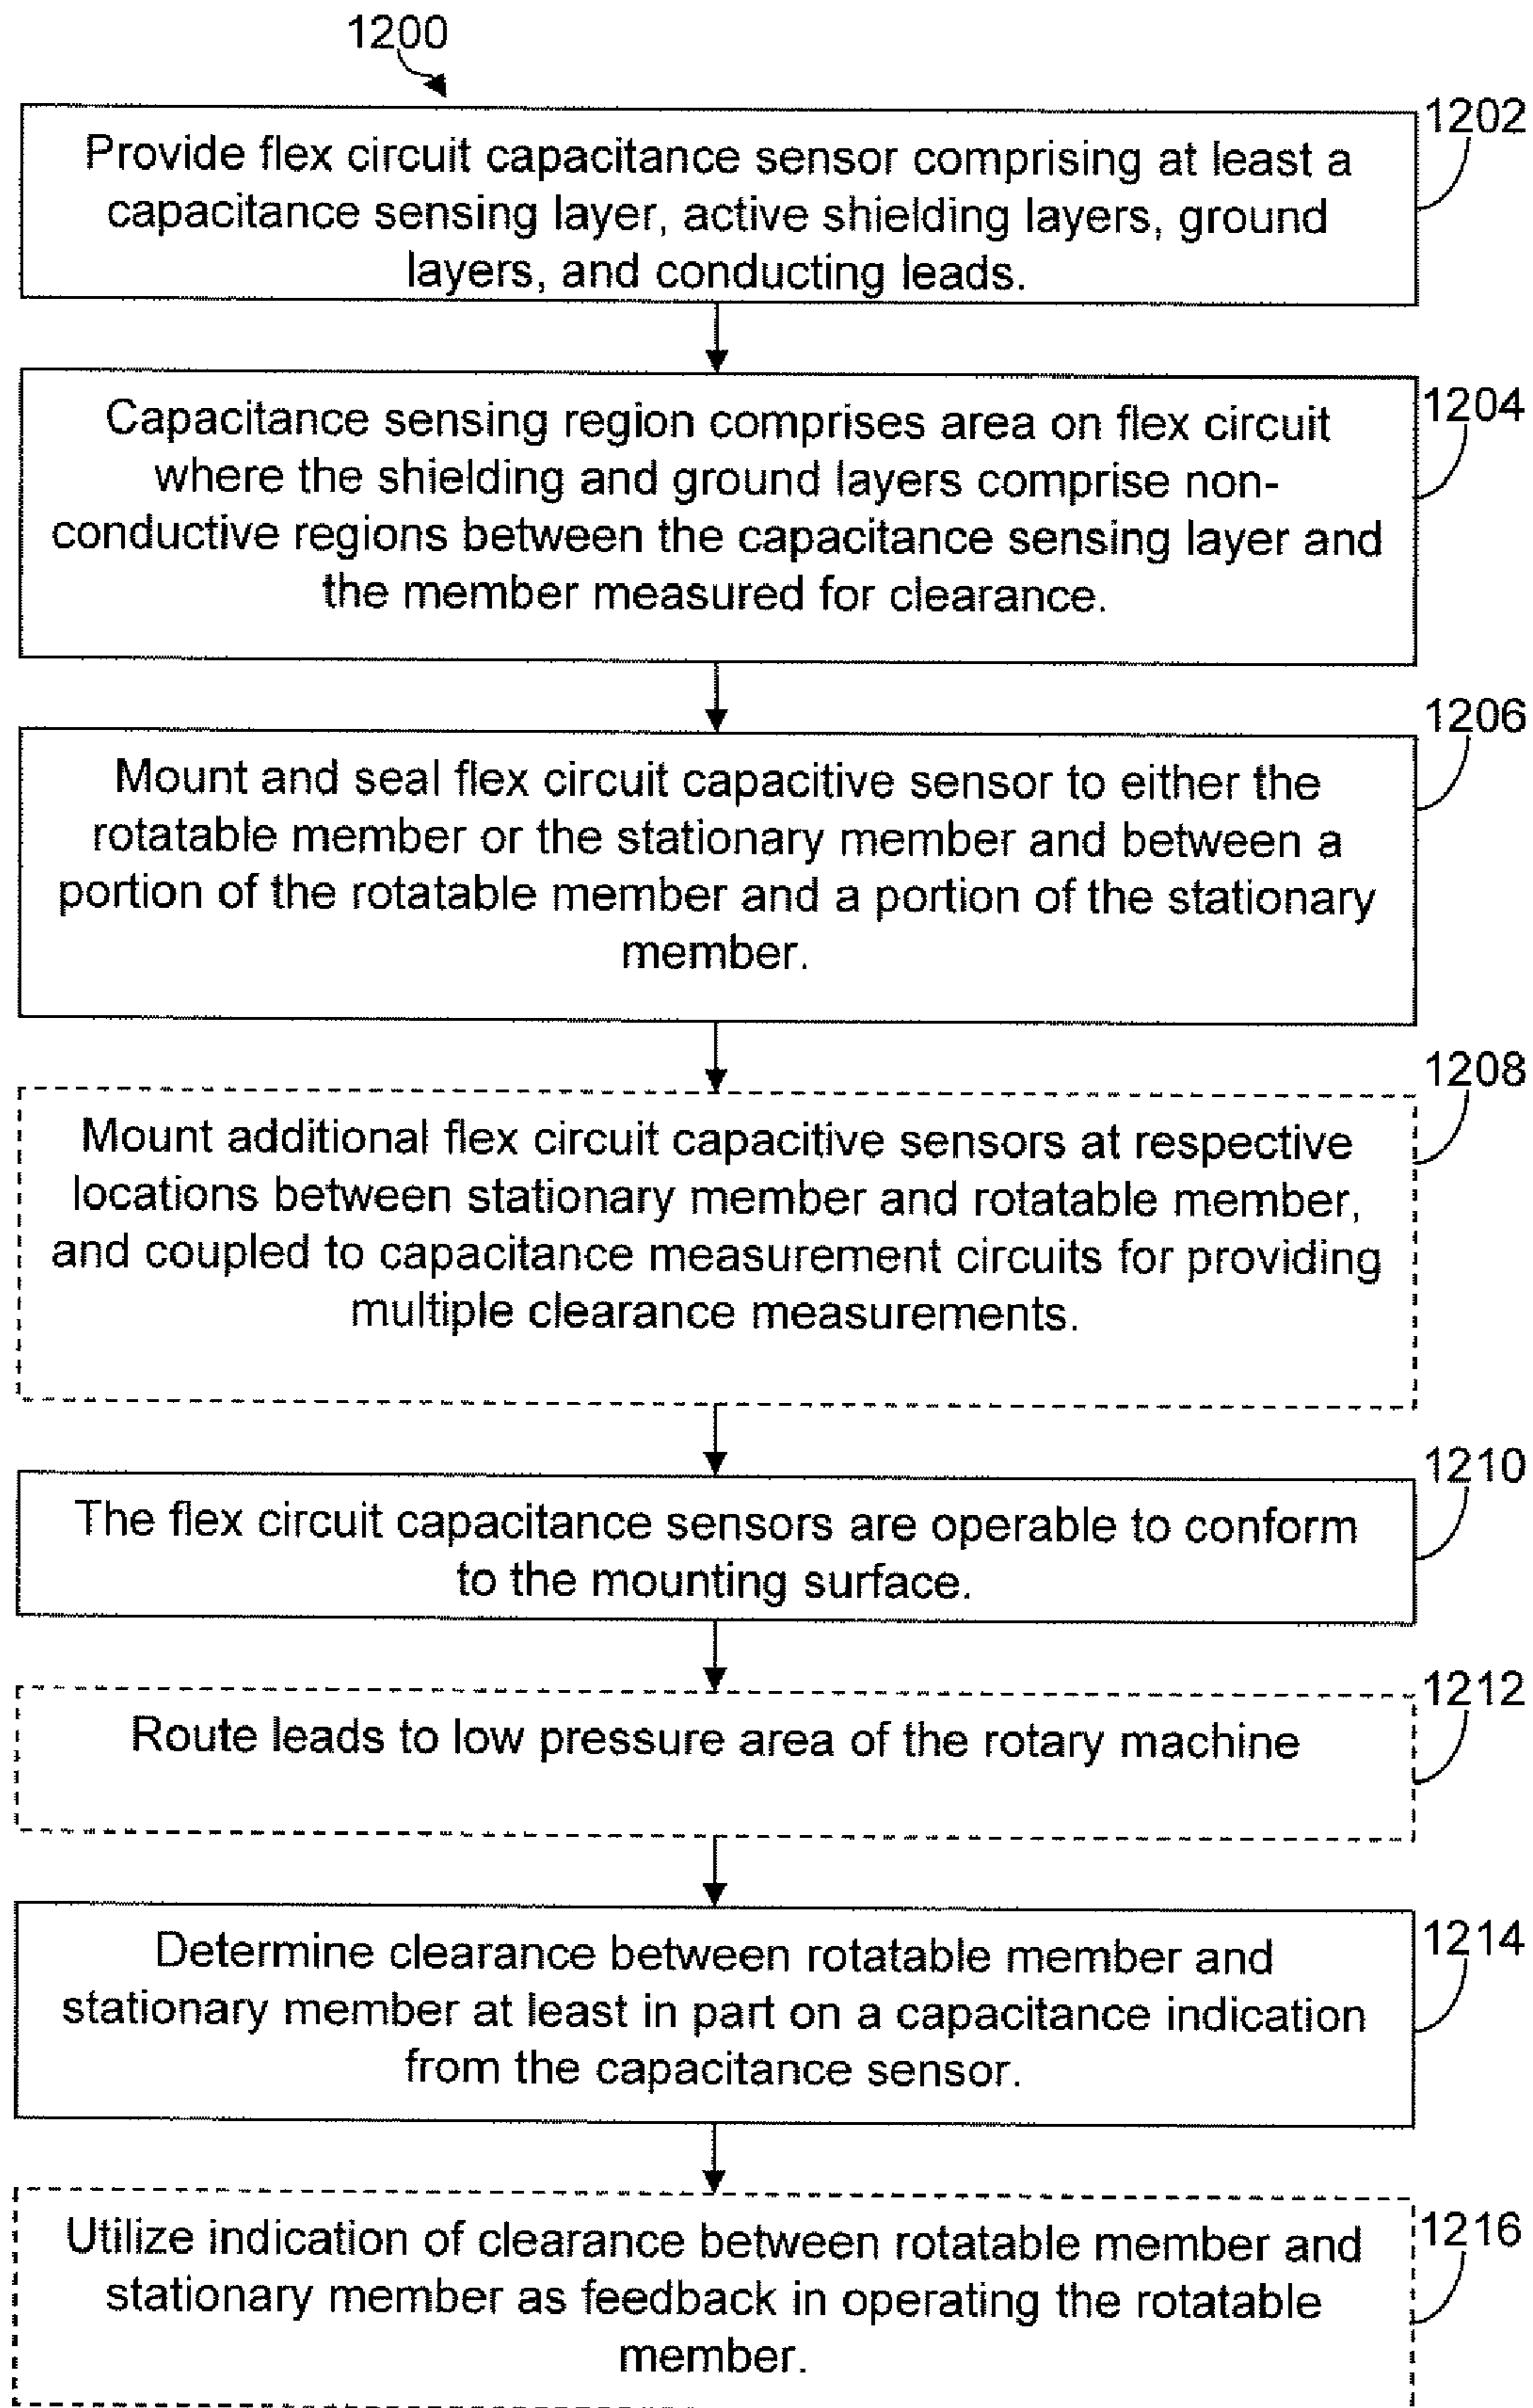 1200
1202
Provide flex circuit capacitance sensor comprising at least a
capacitance sensing layer, active shielding layers, ground
layers, and conducting leads.
1204
Capacitance sensing region comprises area on flex circuit
where the shielding and ground layers comprise non-
conductive regions between the capacitance sensing layer and
the member measured for clearance.
1206
Mount and seal flex circuit capacitive sensor to either the
rotatable member or the stationary member and between a
portion of the rotatable member and a portion of the stationary
member.
1208
Mount additional flex circuit capacitive sensors at respective
locations between stationary member and rotatable member,
and coupled to capacitance measurement circuits for providing
multiple clearance measurements.
1210
The flex circuit capacitance sensors are operable to conform
to the mounting surface.
1212
Route leads to low pressure area of the rotary machine
1214
Determine clearance between rotatable member and
stationary member at least in part on a capacitance indication
from the capacitance sensor.
1216
Utilize indication of clearance between rotatable member and
stationary member as feedback in operating the rotatable
member.